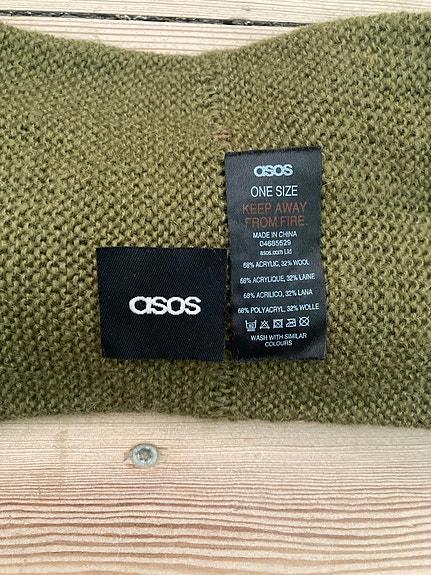 asos
ONE SIZE
KEEP AWAY
FROM FIRE
MADE IN CHINA
04685529
asos.com Ltd
68% ACRYLIC, 32% WOOL
68% ACRYLIQUE, 32% LAINE
68% ACRILICO, 32% LANA
68% POLYACRYL, 32% WOLLE
WASH WITH SIMILAR
COLOURS
asos